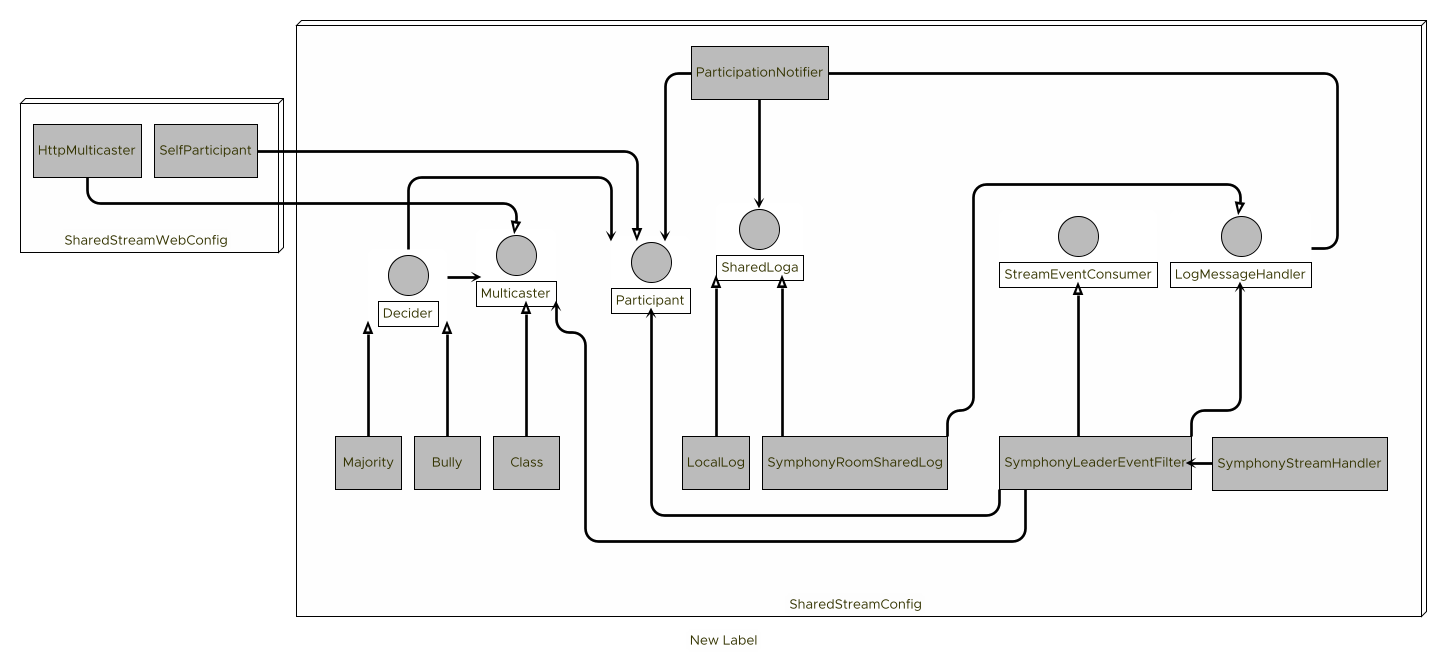 ParticipationNotifier
HttpMulticaster
SelfParticipant
SharedStreamWebConfig
SharedLoga
StreamEventConsumer
LogMessageHandler
Multicaster
Participant
Decider
Majority
Bully
Class
LocalLog
SymphonyRoomSharedLog
SymphonyLeaderEventFilter
SymphonyStreamHandler
SharedStreamConfig
New Label